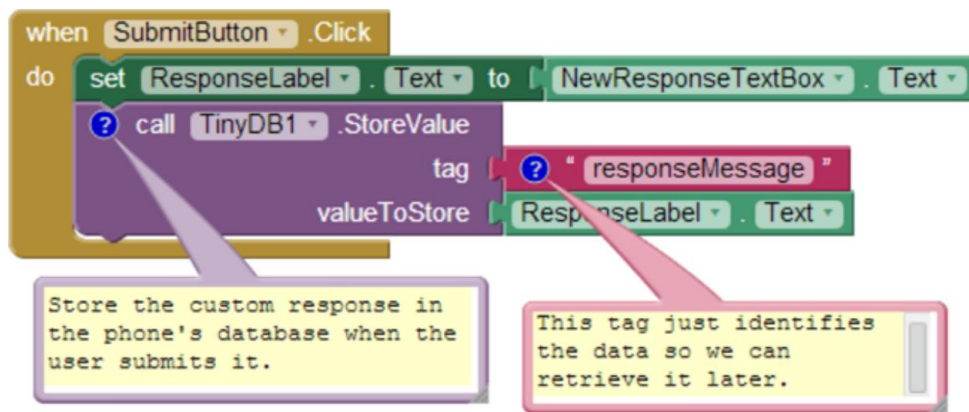 when SubmitButton .Click
do set ResponseLabel . Text to NewResponseTextBox . Text
? call TinyDB1 .StoreValue
tag ? " responseMessage "
valueToStore ResponseLabel . Text
Store the custom response in
the phone's database when the
user submits it.
This tag just identifies
the data so we can
retrieve it later.